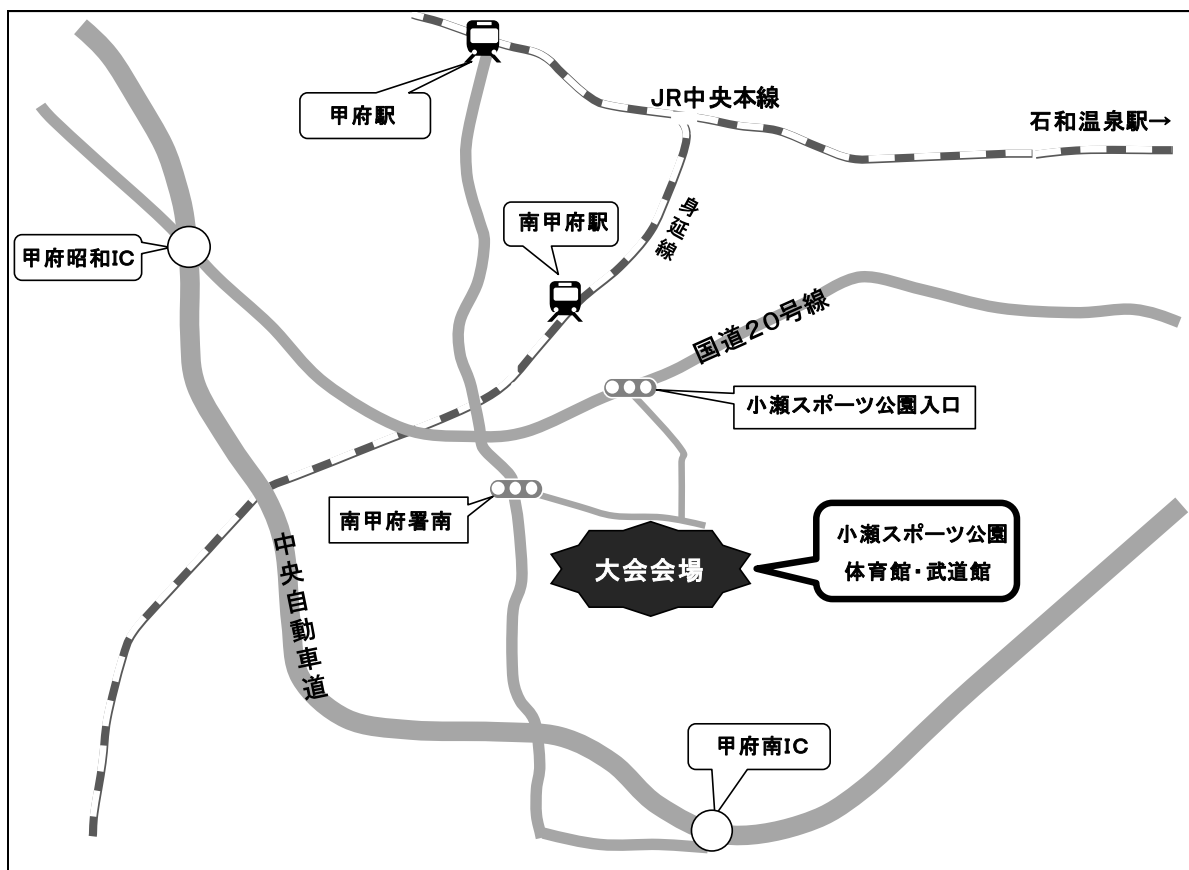 JR中央本線
甲府駅
石和温泉駅→
身延線
南甲府駅
甲府昭和IC
国道20号線
小瀬スポーツ公園入口
南甲府署南
小瀬スポーツ公園
体育館・武道館
大会会場
中央自動車道
甲府南IC